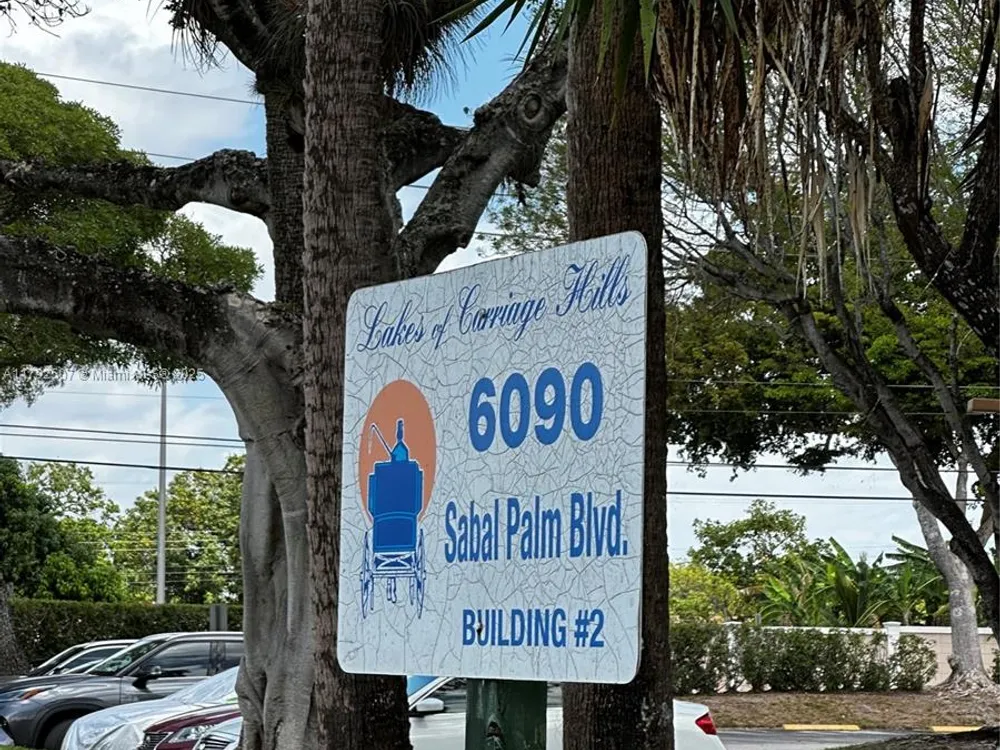 Lakes of Carriage Hills
6090
Sabal Palm Blvd.
BUILDING #2